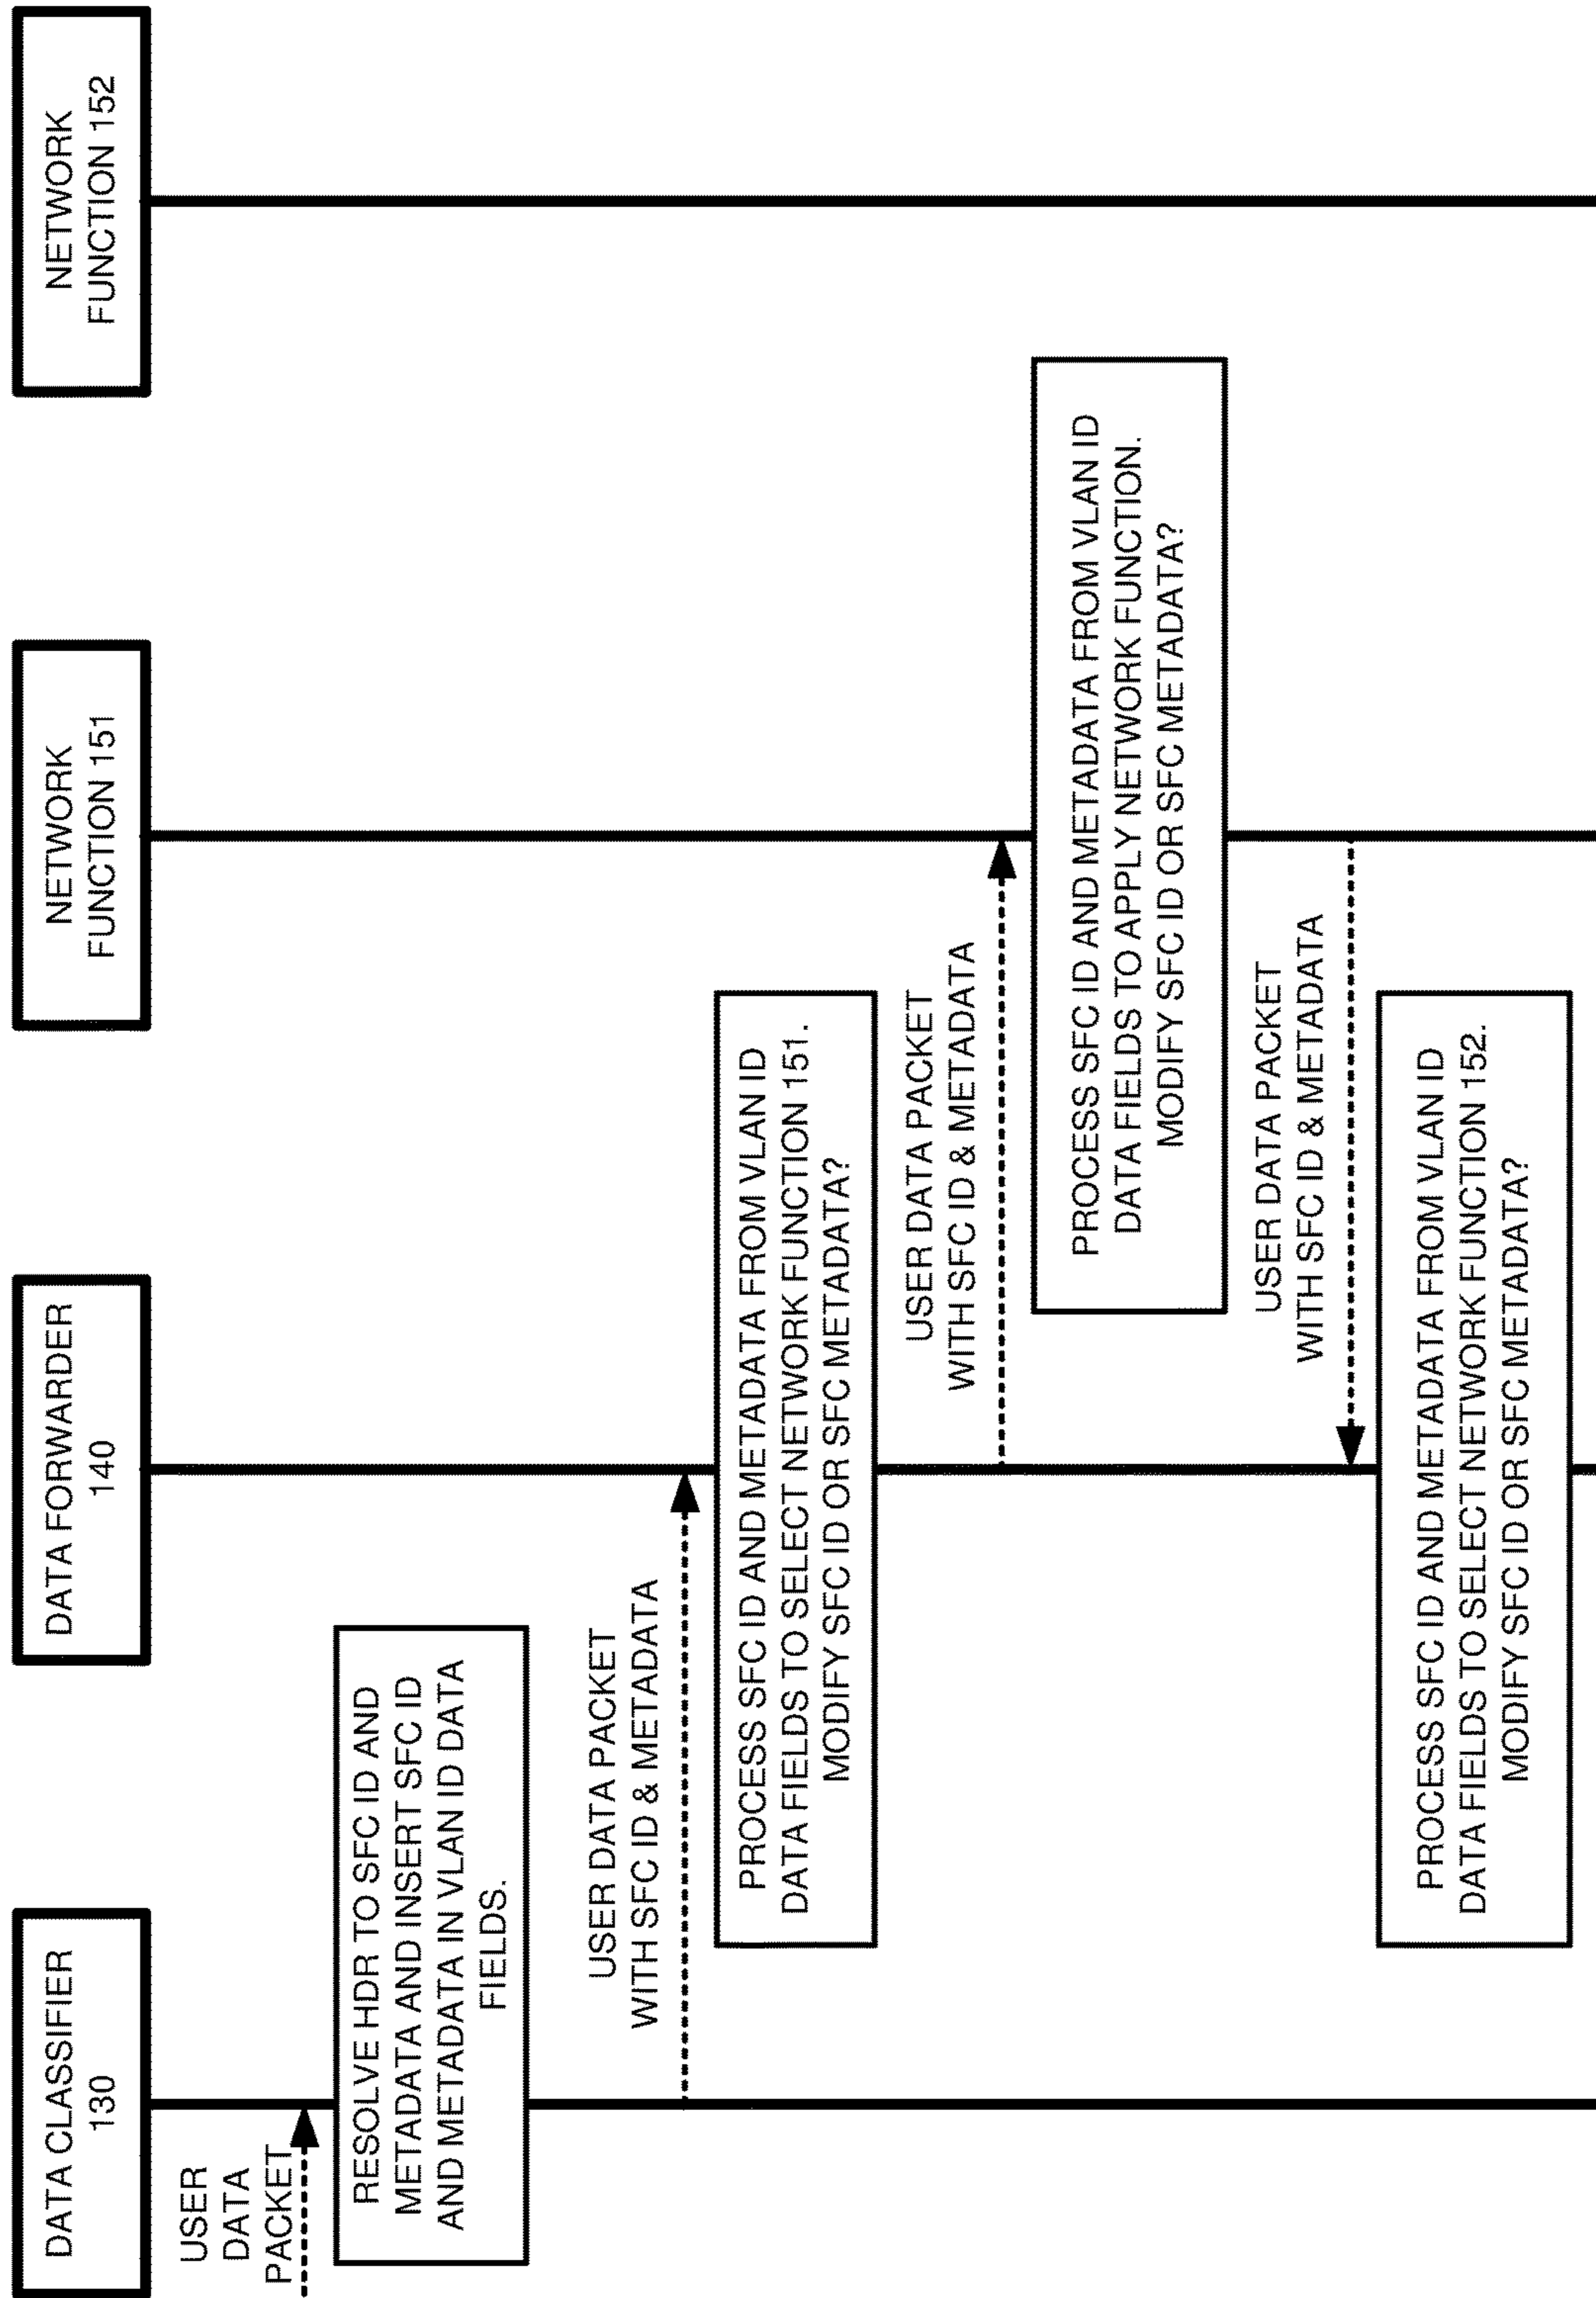 DATA CLASSIFIER
130
DATA FORWARDER
140
NETWORK
FUNCTION 151
NETWORK
FUNCTION 152
USER
DATA
PACKET
RESOLVE HDR TO SFC ID AND
METADATA AND INSERT SFC ID
AND METADATA IN VLAN ID DATA
FIELDS.
USER DATA PACKET
WITH SFC ID & METADATA
PROCESS SFC ID AND METADATA FROM VLAN ID
DATA FIELDS TO SELECT NETWORK FUNCTION 151.
MODIFY SFC ID OR SFC METADATA?
USER DATA PACKET
WITH SFC ID & METADATA
PROCESS SFC ID AND METADATA FROM VLAN ID
DATA FIELDS TO APPLY NETWORK FUNCTION.
MODIFY SFC ID OR SFC METADATA?
USER DATA PACKET
WITH SFC ID & METADATA
PROCESS SFC ID AND METADATA FROM VLAN ID
DATA FIELDS TO SELECT NETWORK FUNCTION 152.
MODIFY SFC ID OR SFC METADATA?